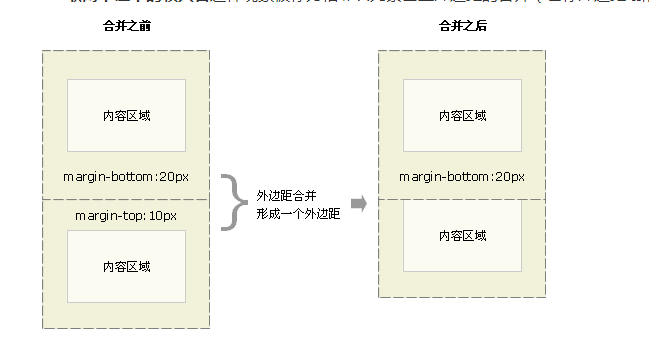 合并之前
合并之后
内容区域
margin-bottom:20px
margin-top:10px
内容区域
外边距合并
形成一个外边距
内容区域
margin-bottom:20px
内容区域